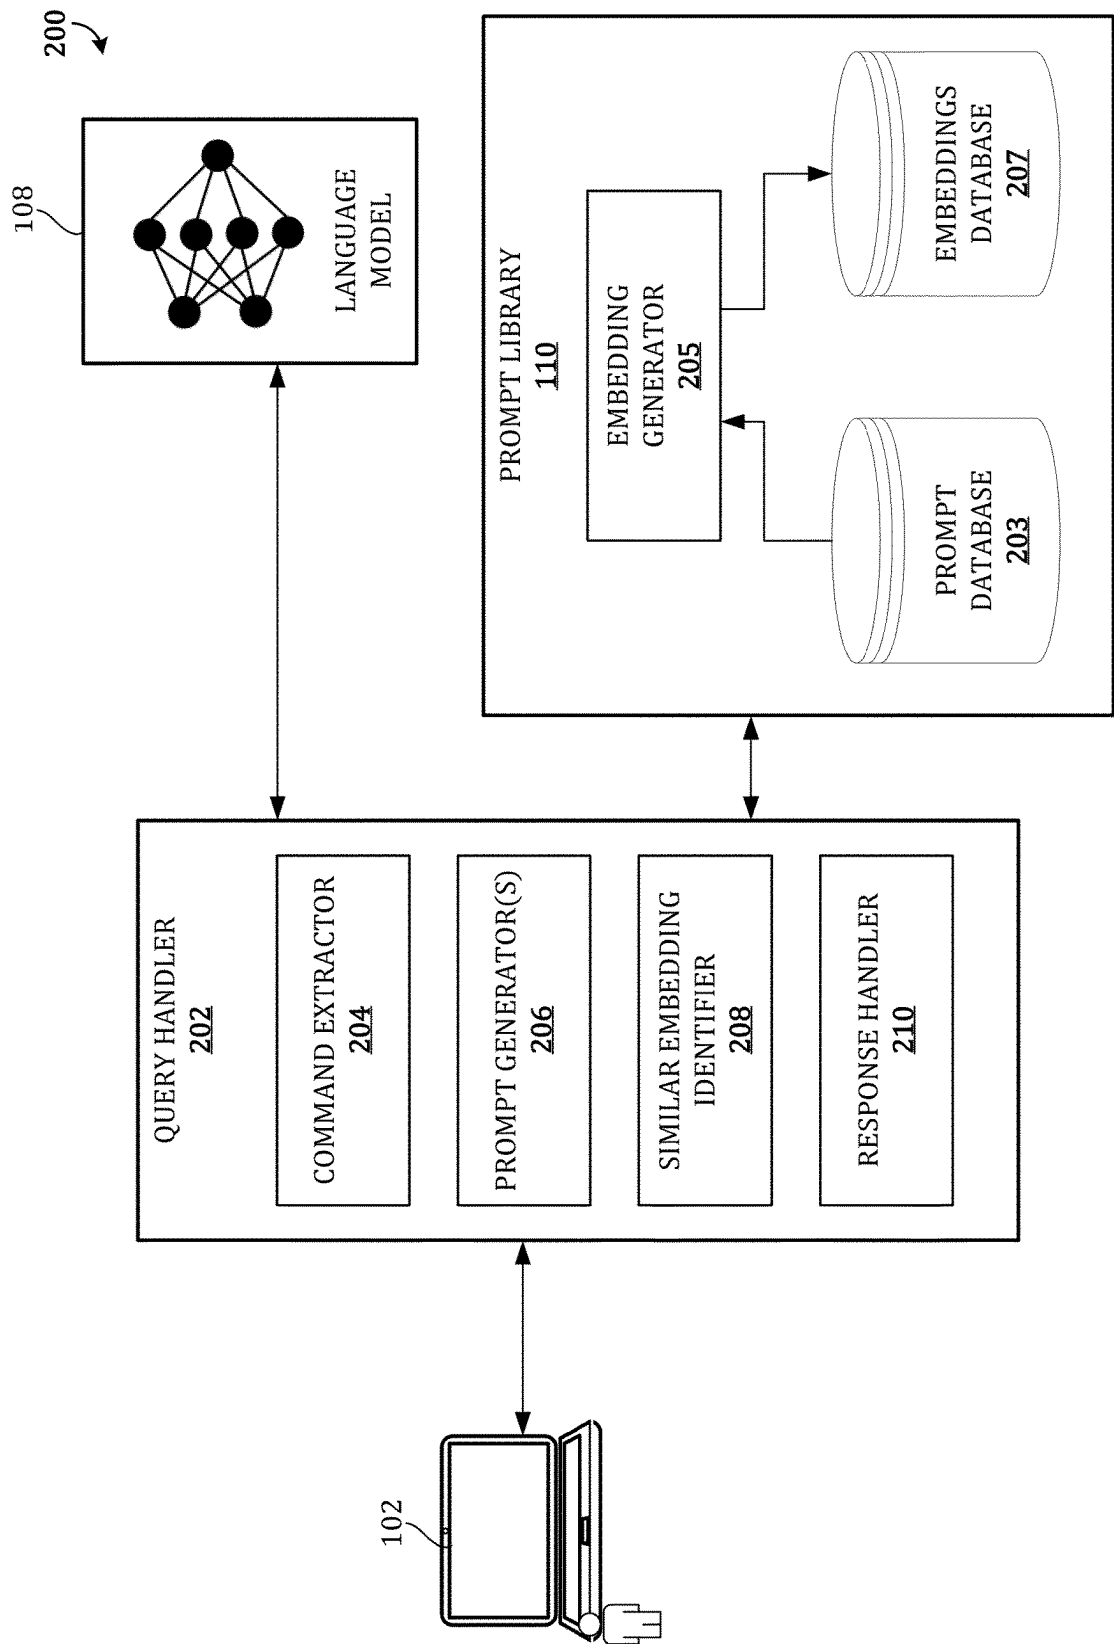 200
102
QUERY HANDLER
202
COMMAND EXTRACTOR
204
PROMPT GENERATOR(S)
206
SIMILAR EMBEDDING
IDENTIFIER
208
RESPONSE HANDLER
210
108
LANGUAGE
MODEL
PROMPT LIBRARY
110
EMBEDDING
GENERATOR
205
PROMPT
DATABASE
203
EMBEDDINGS
DATABASE
207